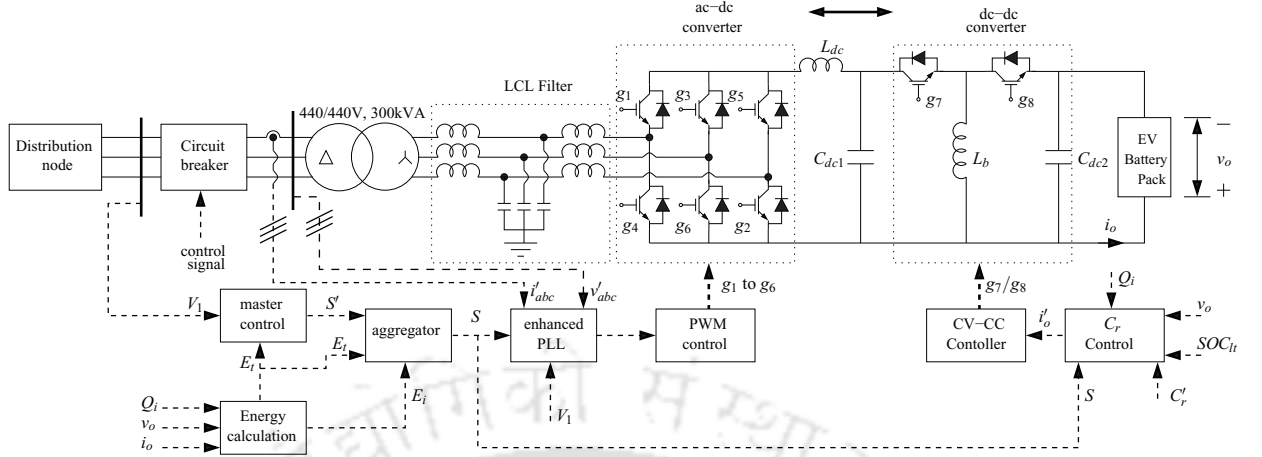 ac−dc
converter
dc−dc
converter
L_dc
LCL Filter
440/440V, 300kVA
g1
g3
g5
g7
g8
Distribution
node
Circuit
breaker
C_dc1
L_b
C_dc2
EV
Battery
Pack
−
v_o
+
g4
g6
g2
i_o
control
signal
i'_abc
v'_abc
g1 to g6
g7/g8
Q_i
V_1
master
control
S'
aggregator
S
enhanced
PLL
PWM
control
CV−CC
Contoller
i'_o
C_r
Control
v_o
SOC_lt
E_t
E_t
E_i
V_1
S
C'_r
Q_i
v_o
i_o
Energy
calculation